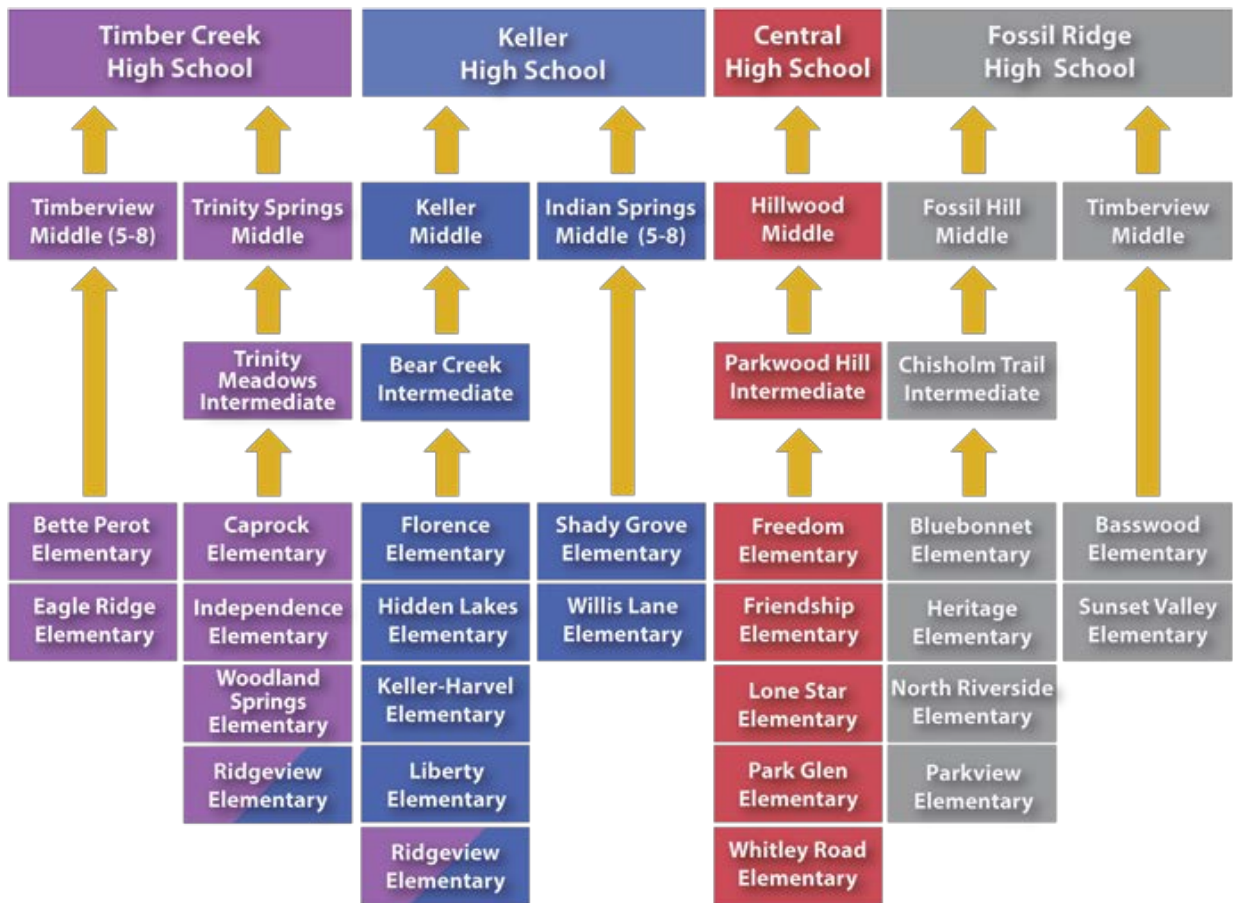 Timber Creek
High School
Keller
High School
Central
High School
Fossil Ridge
High School
Timberview
Middle (5-8)
Trinity Springs
Middle
Keller
Middle
Indian Springs
Middle (5-8)
Hillwood
Middle
Fossil Hill
Middle
Timberview
Middle
Trinity
Meadows
Intermediate
Bear Creek
Intermediate
Parkwood Hill
Intermediate
Chisholm Trail
Intermediate
Bette Perot
Elementary
Caprock
Elementary
Florence
Elementary
Shady Grove
Elementary
Freedom
Elementary
Bluebonnet
Elementary
Basswood
Elementary
Eagle Ridge
Elementary
Independence
Elementary
Hidden Lakes
Elementary
Willis Lane
Elementary
Friendship
Elementary
Heritage
Elementary
Sunset Valley
Elementary
Woodland
Springs
Elementary
Keller-Harvel
Elementary
Lone Star
Elementary
North Riverside
Elementary
Ridgeview
Elementary
Liberty
Elementary
Park Glen
Elementary
Parkview
Elementary
Ridgeview
Elementary
Whitley Road
Elementary